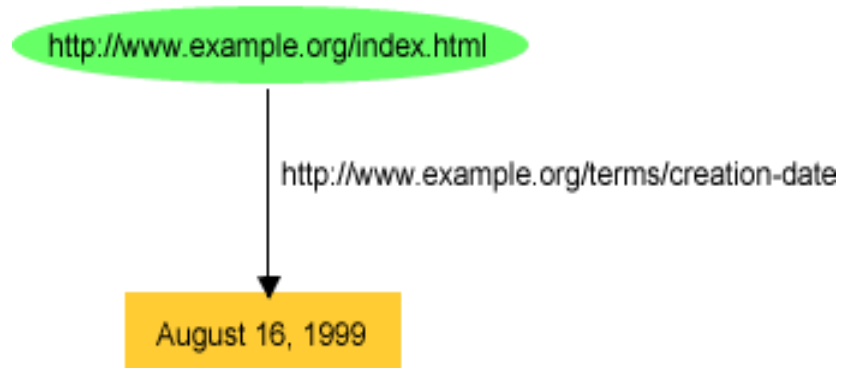 http://www.example.org/index.html
http://www.example.org/terms/creation-date
August 16, 1999